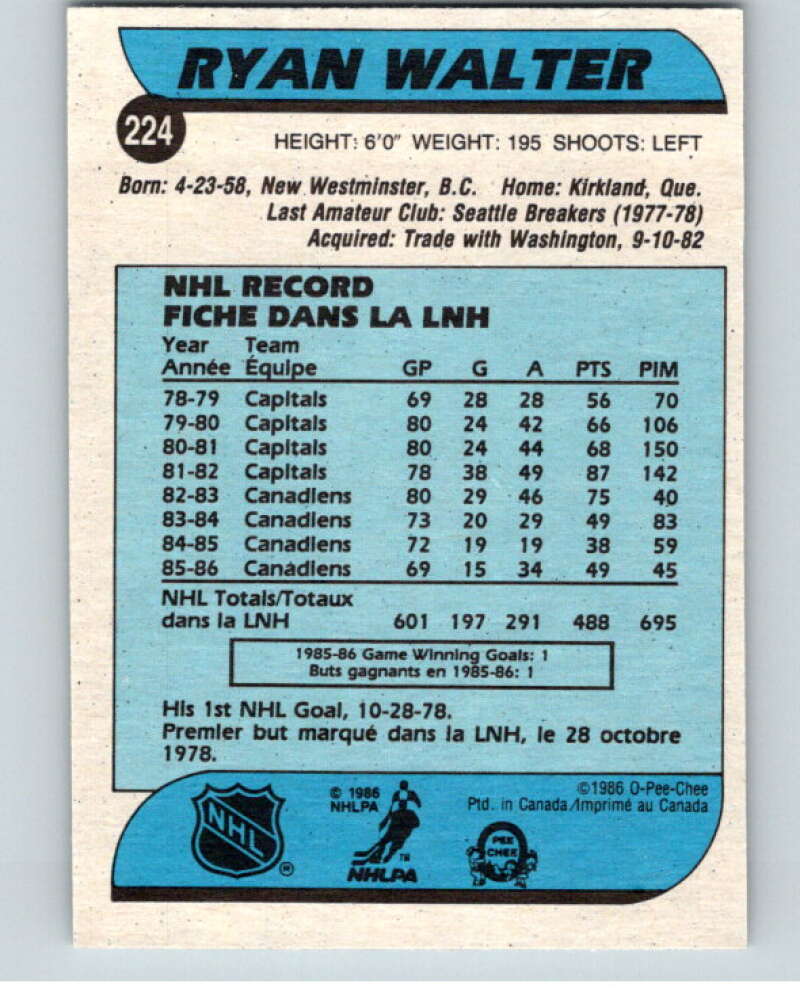 RYAN WALTER
224
HEIGHT: 6'0" WEIGHT: 195 SHOOTS: LEFT
Born: 4-23-58, New Westminster, B.C. Home: Kirkland, Que.
Last Amateur Club: Seattle Breakers (1977-78)
Acquired: Trade with Washington, 9-10-82
NHL RECORD
FICHE DANS LA LNH
Year Team
Année Équipe GP G A PTS PIM
78-79 Capitals 69 28 28 56 70
79-80 Capitals 80 24 42 66 106
80-81 Capitals 80 24 44 68 150
81-82 Capitals 78 38 49 87 142
82-83 Canadiens 80 29 46 75 40
83-84 Canadiens 73 20 29 49 83
84-85 Canadiens 72 19 19 38 59
85-86 Canadiens 69 15 34 49 45
NHL Totals/Totaux
dans la LNH 601 197 291 488 695
1985-86 Game Winning Goals: 1
Buts gagnants en 1985-86: 1
His 1st NHL Goal, 10-28-78.
Premier but marqué dans la LNH, le 28 octobre
1978.
NHL ®
© 1986
NHLPA
TM
NHLPA
©1986 O-Pee-Chee
Ptd. in Canada/Imprimé au Canada
PEE
CHEE